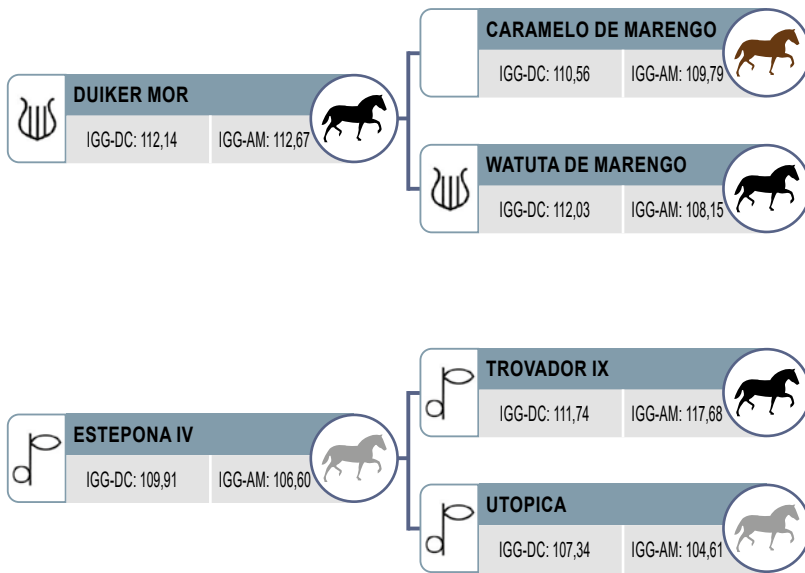 CARAMELO DE MARENGO
IGG-DC: 110,56 IGG-AM: 109,79
DUIKER MOR
IGG-DC: 112,14 IGG-AM: 112,67
WATUTA DE MARENGO
IGG-DC: 112,03 IGG-AM: 108,15
TROVADOR IX
IGG-DC: 111,74 IGG-AM: 117,68
ESTEPONA IV
IGG-DC: 109,91 IGG-AM: 106,60
UTOPICA
IGG-DC: 107,34 IGG-AM: 104,61